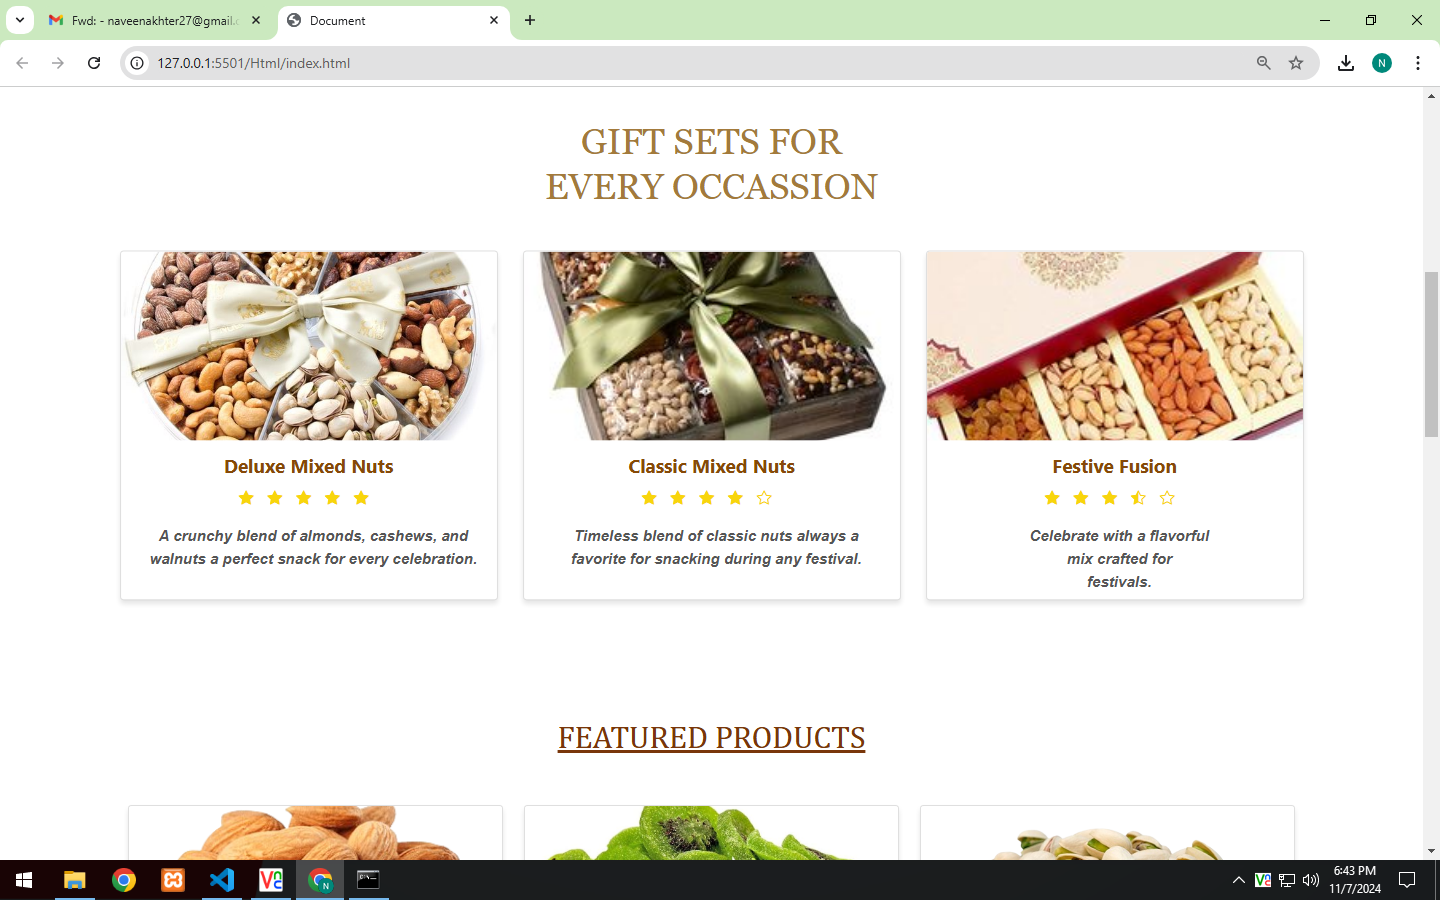 Fwd: - naveenakhter27@gmail.c
Document
127.0.0.1:5501/Html/index.html
N
GIFT SETS FOR
EVERY OCCASSION
Deluxe Mixed Nuts
A crunchy blend of almonds, cashews, and
walnuts a perfect snack for every celebration.
Classic Mixed Nuts
Timeless blend of classic nuts always a
favorite for snacking during any festival.
Festive Fusion
Celebrate with a flavorful
mix crafted for
festivals.
FEATURED PRODUCTS
6:43 PM
11/7/2024